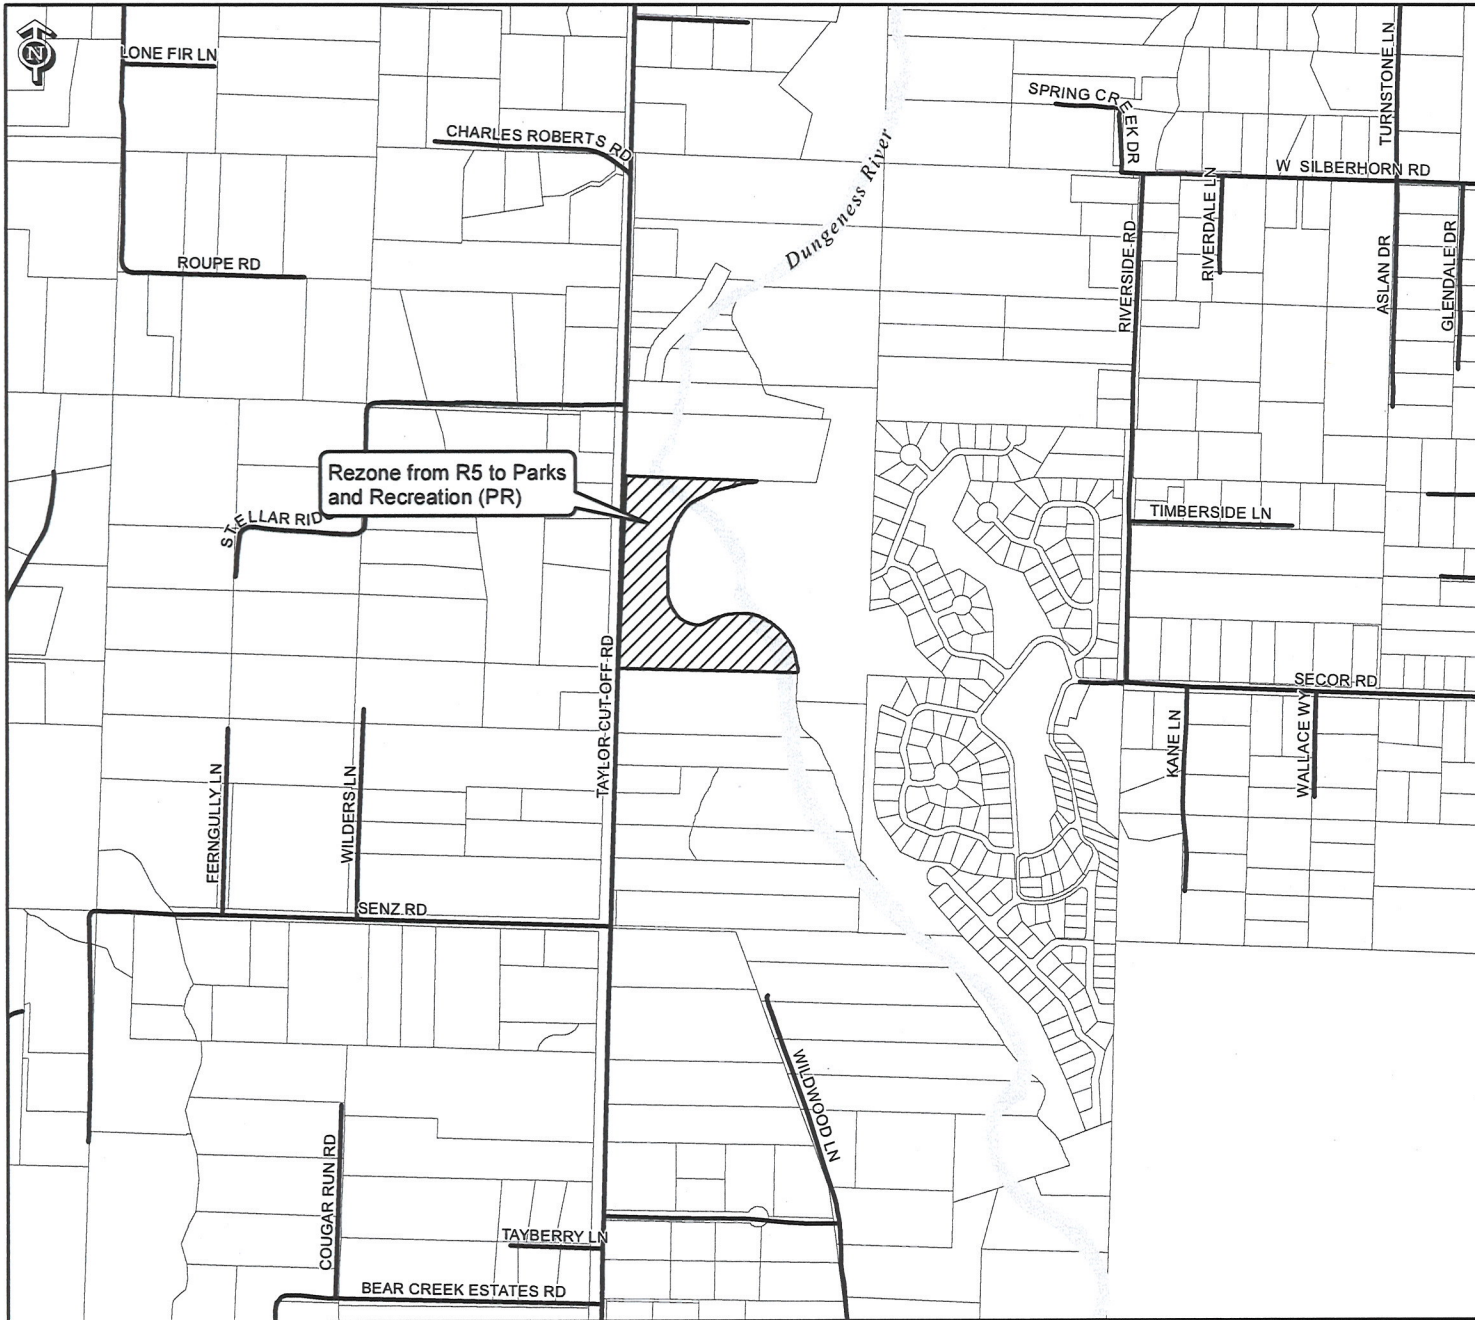 N
LONE FIR LN
CHARLES ROBERTS RD
SPRING CREEK DR
TURNSTONE LN
W SILBERHORN RD
Dungeness River
RIVERDALE LN
RIVERSIDE RD
ASLAN DR
GLENDALE DR
ROUPE RD
Rezone from R5 to Parks
and Recreation (PR)
STELLAR RID
TIMBERSIDE LN
TAYLOR CUT-OFF RD
SECOR RD
KANE LN
WALLACE WY
FERNGULLY LN
WILDERS LN
SENZ RD
WILDWOOD LN
COUGAR RUN RD
TAYBERRY LN
BEAR CREEK ESTATES RD